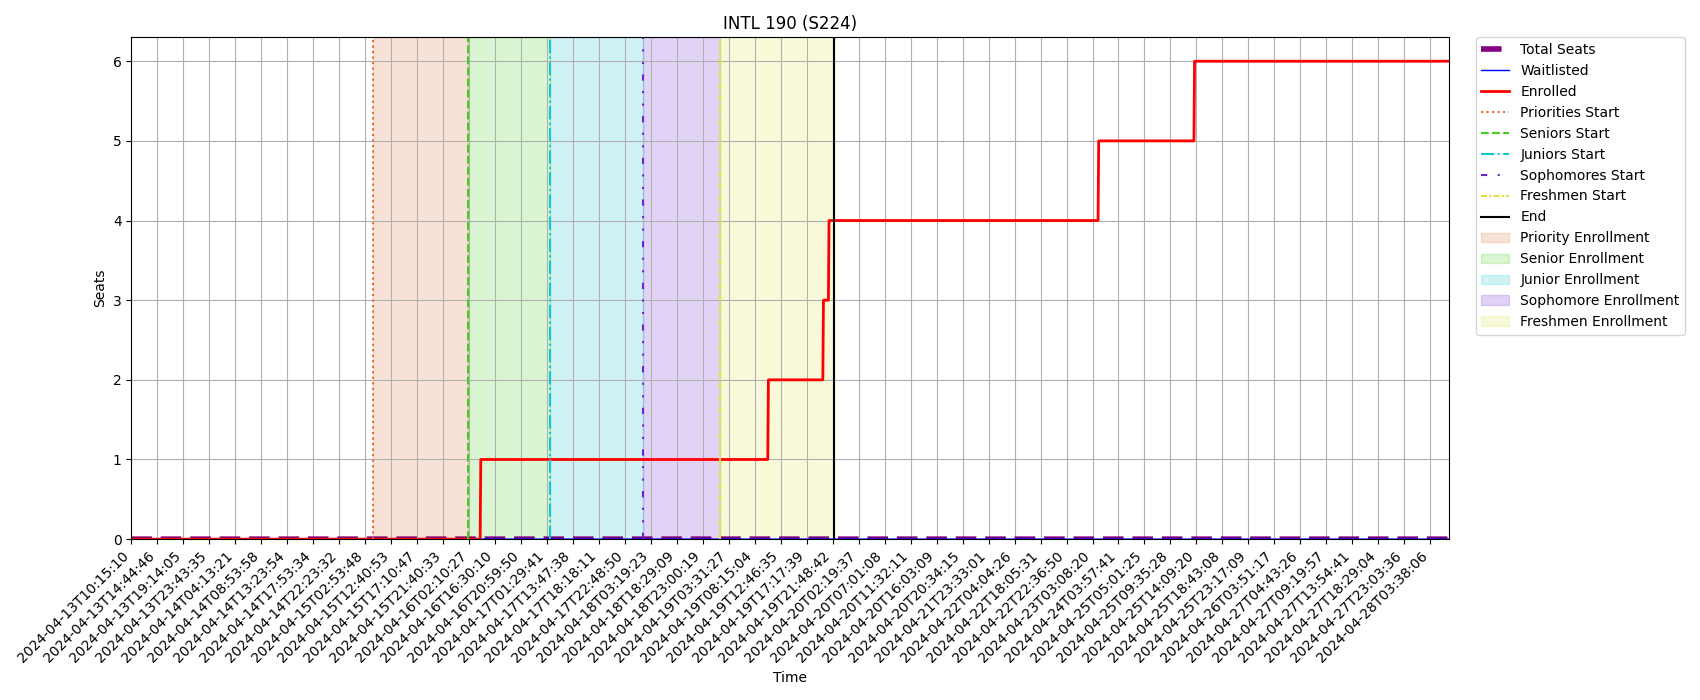 INTL 190 (S224)
Seats
6
5
4
3
2
1
0
2024-04-13T10:15:10
2024-04-13T14:44:46
2024-04-13T19:14:05
2024-04-13T23:43:35
2024-04-14T04:13:21
2024-04-14T08:53:58
2024-04-14T13:23:54
2024-04-14T17:53:34
2024-04-14T22:23:32
2024-04-15T02:53:48
2024-04-15T12:40:53
2024-04-15T17:10:47
2024-04-15T21:40:33
2024-04-16T02:10:27
2024-04-16T16:30:10
2024-04-16T20:59:50
2024-04-17T01:29:41
2024-04-17T13:47:38
2024-04-17T18:18:11
2024-04-17T22:48:50
2024-04-18T03:19:23
2024-04-18T18:29:09
2024-04-18T23:00:19
2024-04-19T03:31:27
2024-04-19T08:15:04
2024-04-19T12:46:35
2024-04-19T17:17:39
2024-04-19T21:48:42
2024-04-20T02:19:37
2024-04-20T07:01:08
2024-04-20T11:32:11
2024-04-20T16:03:09
2024-04-20T20:34:15
2024-04-21T23:33:01
2024-04-22T04:04:26
2024-04-22T18:05:31
2024-04-22T22:36:50
2024-04-23T03:08:20
2024-04-24T03:57:41
2024-04-25T05:01:25
2024-04-25T09:35:28
2024-04-25T14:09:20
2024-04-25T18:43:08
2024-04-25T23:17:09
2024-04-26T03:51:17
2024-04-27T04:43:26
2024-04-27T09:19:57
2024-04-27T13:54:41
2024-04-27T18:29:04
2024-04-27T23:03:36
2024-04-28T03:38:06
Time
Total Seats
Waitlisted
Enrolled
Priorities Start
Seniors Start
Juniors Start
Sophomores Start
Freshmen Start
End
Priority Enrollment
Senior Enrollment
Junior Enrollment
Sophomore Enrollment
Freshmen Enrollment